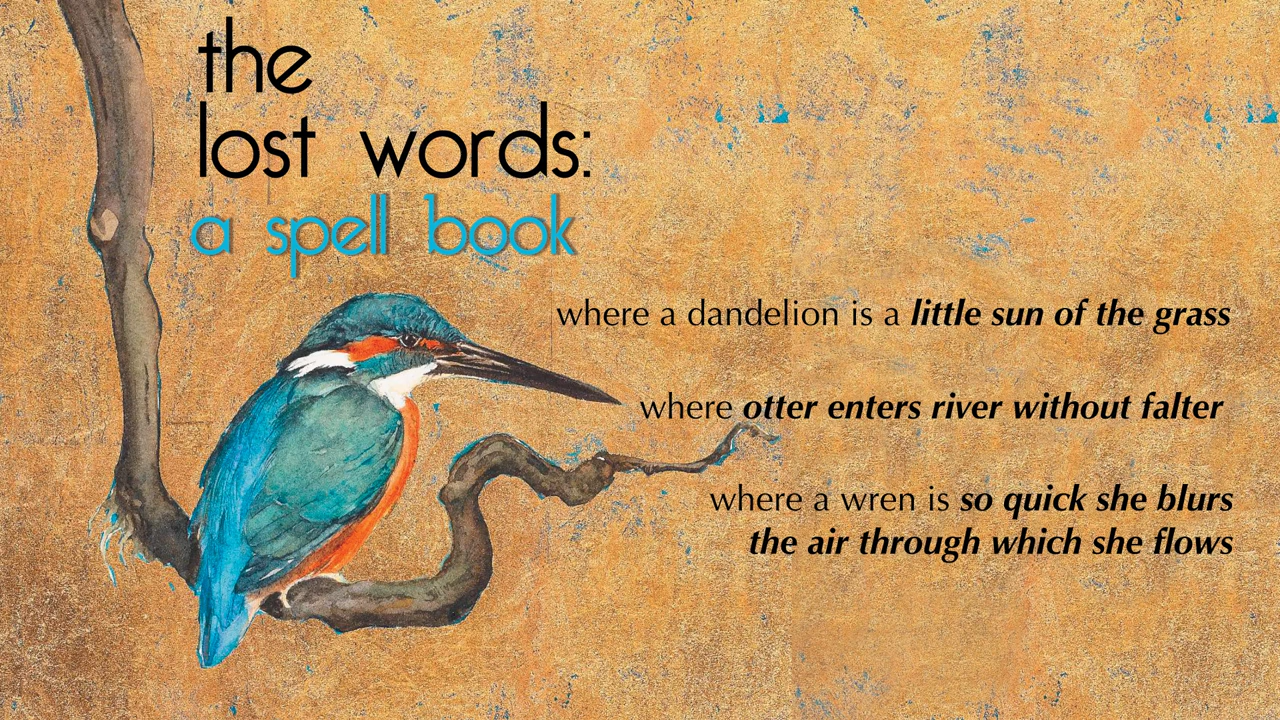 the
lost words:
a spell book
where a dandelion is a little sun of the grass
where otter enters river without falter
where a wren is so quick she blurs
the air through which she flows